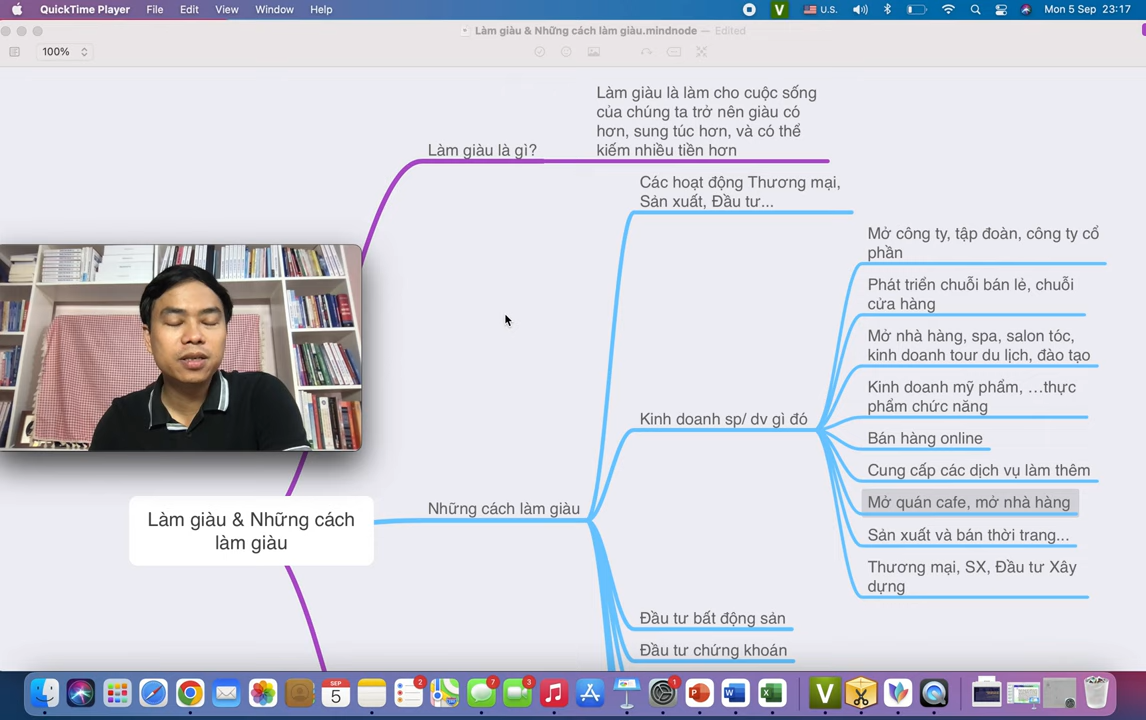 QuickTime Player File Edit View Window Help
V U.S. Mon 5 Sep 23:17
Làm giàu & Những cách làm giàu.mindnode — Edited
100%
Làm giàu là làm cho cuộc sống
của chúng ta trở nên giàu có
hơn, sung túc hơn, và có thể
kiếm nhiều tiền hơn
Làm giàu là gì?
Các hoạt động Thương mại,
Sản xuất, Đầu tư...
Mở công ty, tập đoàn, công ty cổ
phần
Phát triển chuỗi bán lẻ, chuỗi
cửa hàng
Mở nhà hàng, spa, salon tóc,
kinh doanh tour du lịch, đào tạo
Kinh doanh mỹ phẩm, …thực
phẩm chức năng
Kinh doanh sp/ dv gì đó
Bán hàng online
Cung cấp các dịch vụ làm thêm
Mở quán cafe, mở nhà hàng
Những cách làm giàu
Làm giàu & Những cách
làm giàu
Sản xuất và bán thời trang...
Thương mại, SX, Đầu tư Xây
dựng
Đầu tư bất động sản
Đầu tư chứng khoán
SEP
5
2
7
3
1
P
W
X
V